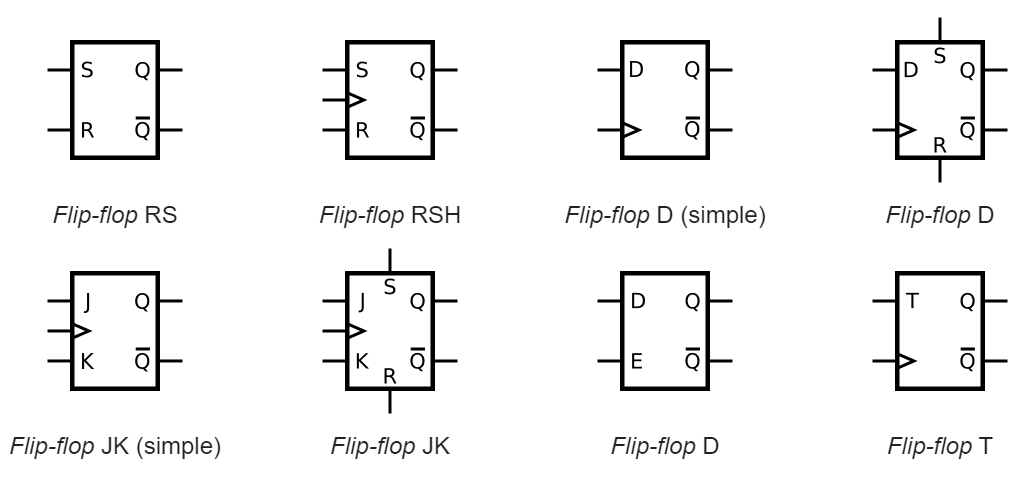 S Q S Q D Q D S Q
R Q̅ R Q̅ Q̅ R Q̅
Flip-flop RS Flip-flop RSH Flip-flop D (simple) Flip-flop D
J Q J S Q D Q T Q
K Q̅ K R Q̅ E Q̅ Q̅
Flip-flop JK (simple) Flip-flop JK Flip-flop D Flip-flop T